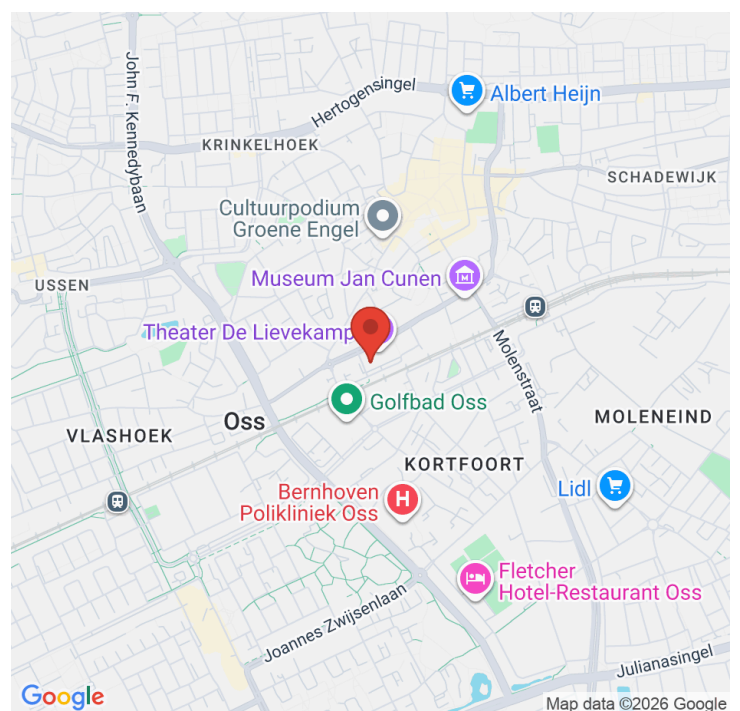 Hertogensingel
Albert Heijn
John F. Kennedybaan
KRINKELHOEK
SCHADEWIJK
Cultuurpodium
Groene Engel
USSEN
Museum Jan Cunen
M
Theater De Lievekamp
Molenstraat
Golfbad Oss
Oss
VLASHOEK
MOLENEIND
KORTFOORT
Bernhoven
Polikliniek Oss
H
Lidl
Fletcher
Hotel-Restaurant Oss
Joannes Zwijsenlaan
Julianasingel
Google
Map data ©2026 Google